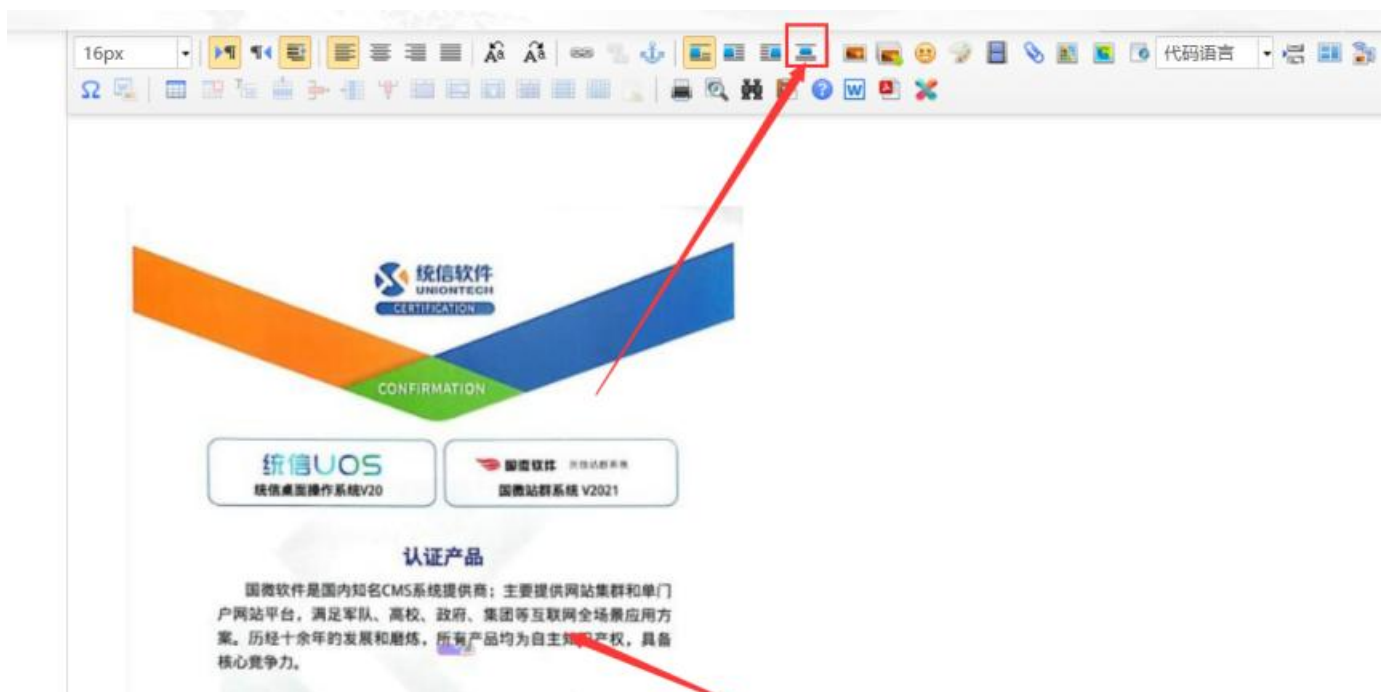 16px
代码语言
统信软件
UNIONTECH
CERTIFICATION
CONFIRMATION
统信UOS
统信桌面操作系统V20
国微软件
国微站群系统 V2021
认证产品
国微软件是国内知名CMS系统提供商；主要提供网站集群和单门
户网站平台，满足军队、高校、政府、集团等互联网全场景应用方
案。历经十余年的发展和磨炼，所有产品均为自主知识产权，具备
核心竞争力。